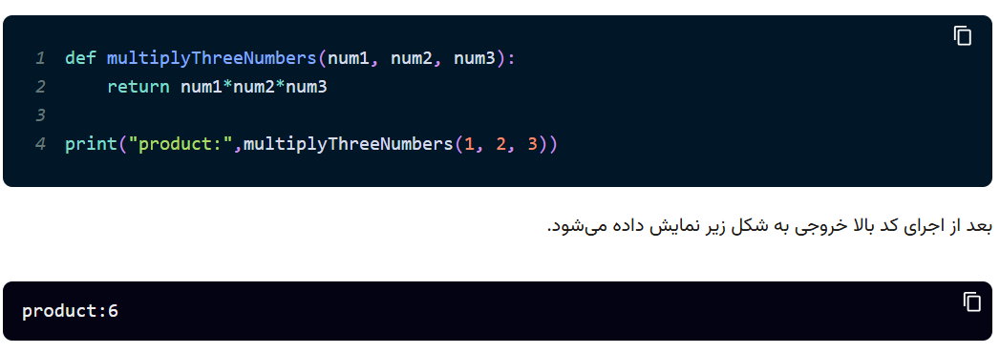 1 def multiplyThreeNumbers(num1, num2, num3):
2     return num1*num2*num3
3
4 print("product:",multiplyThreeNumbers(1, 2, 3))
بعد از اجرای کد بالا خروجی به شکل زیر نمایش داده می‌شود.
product:6